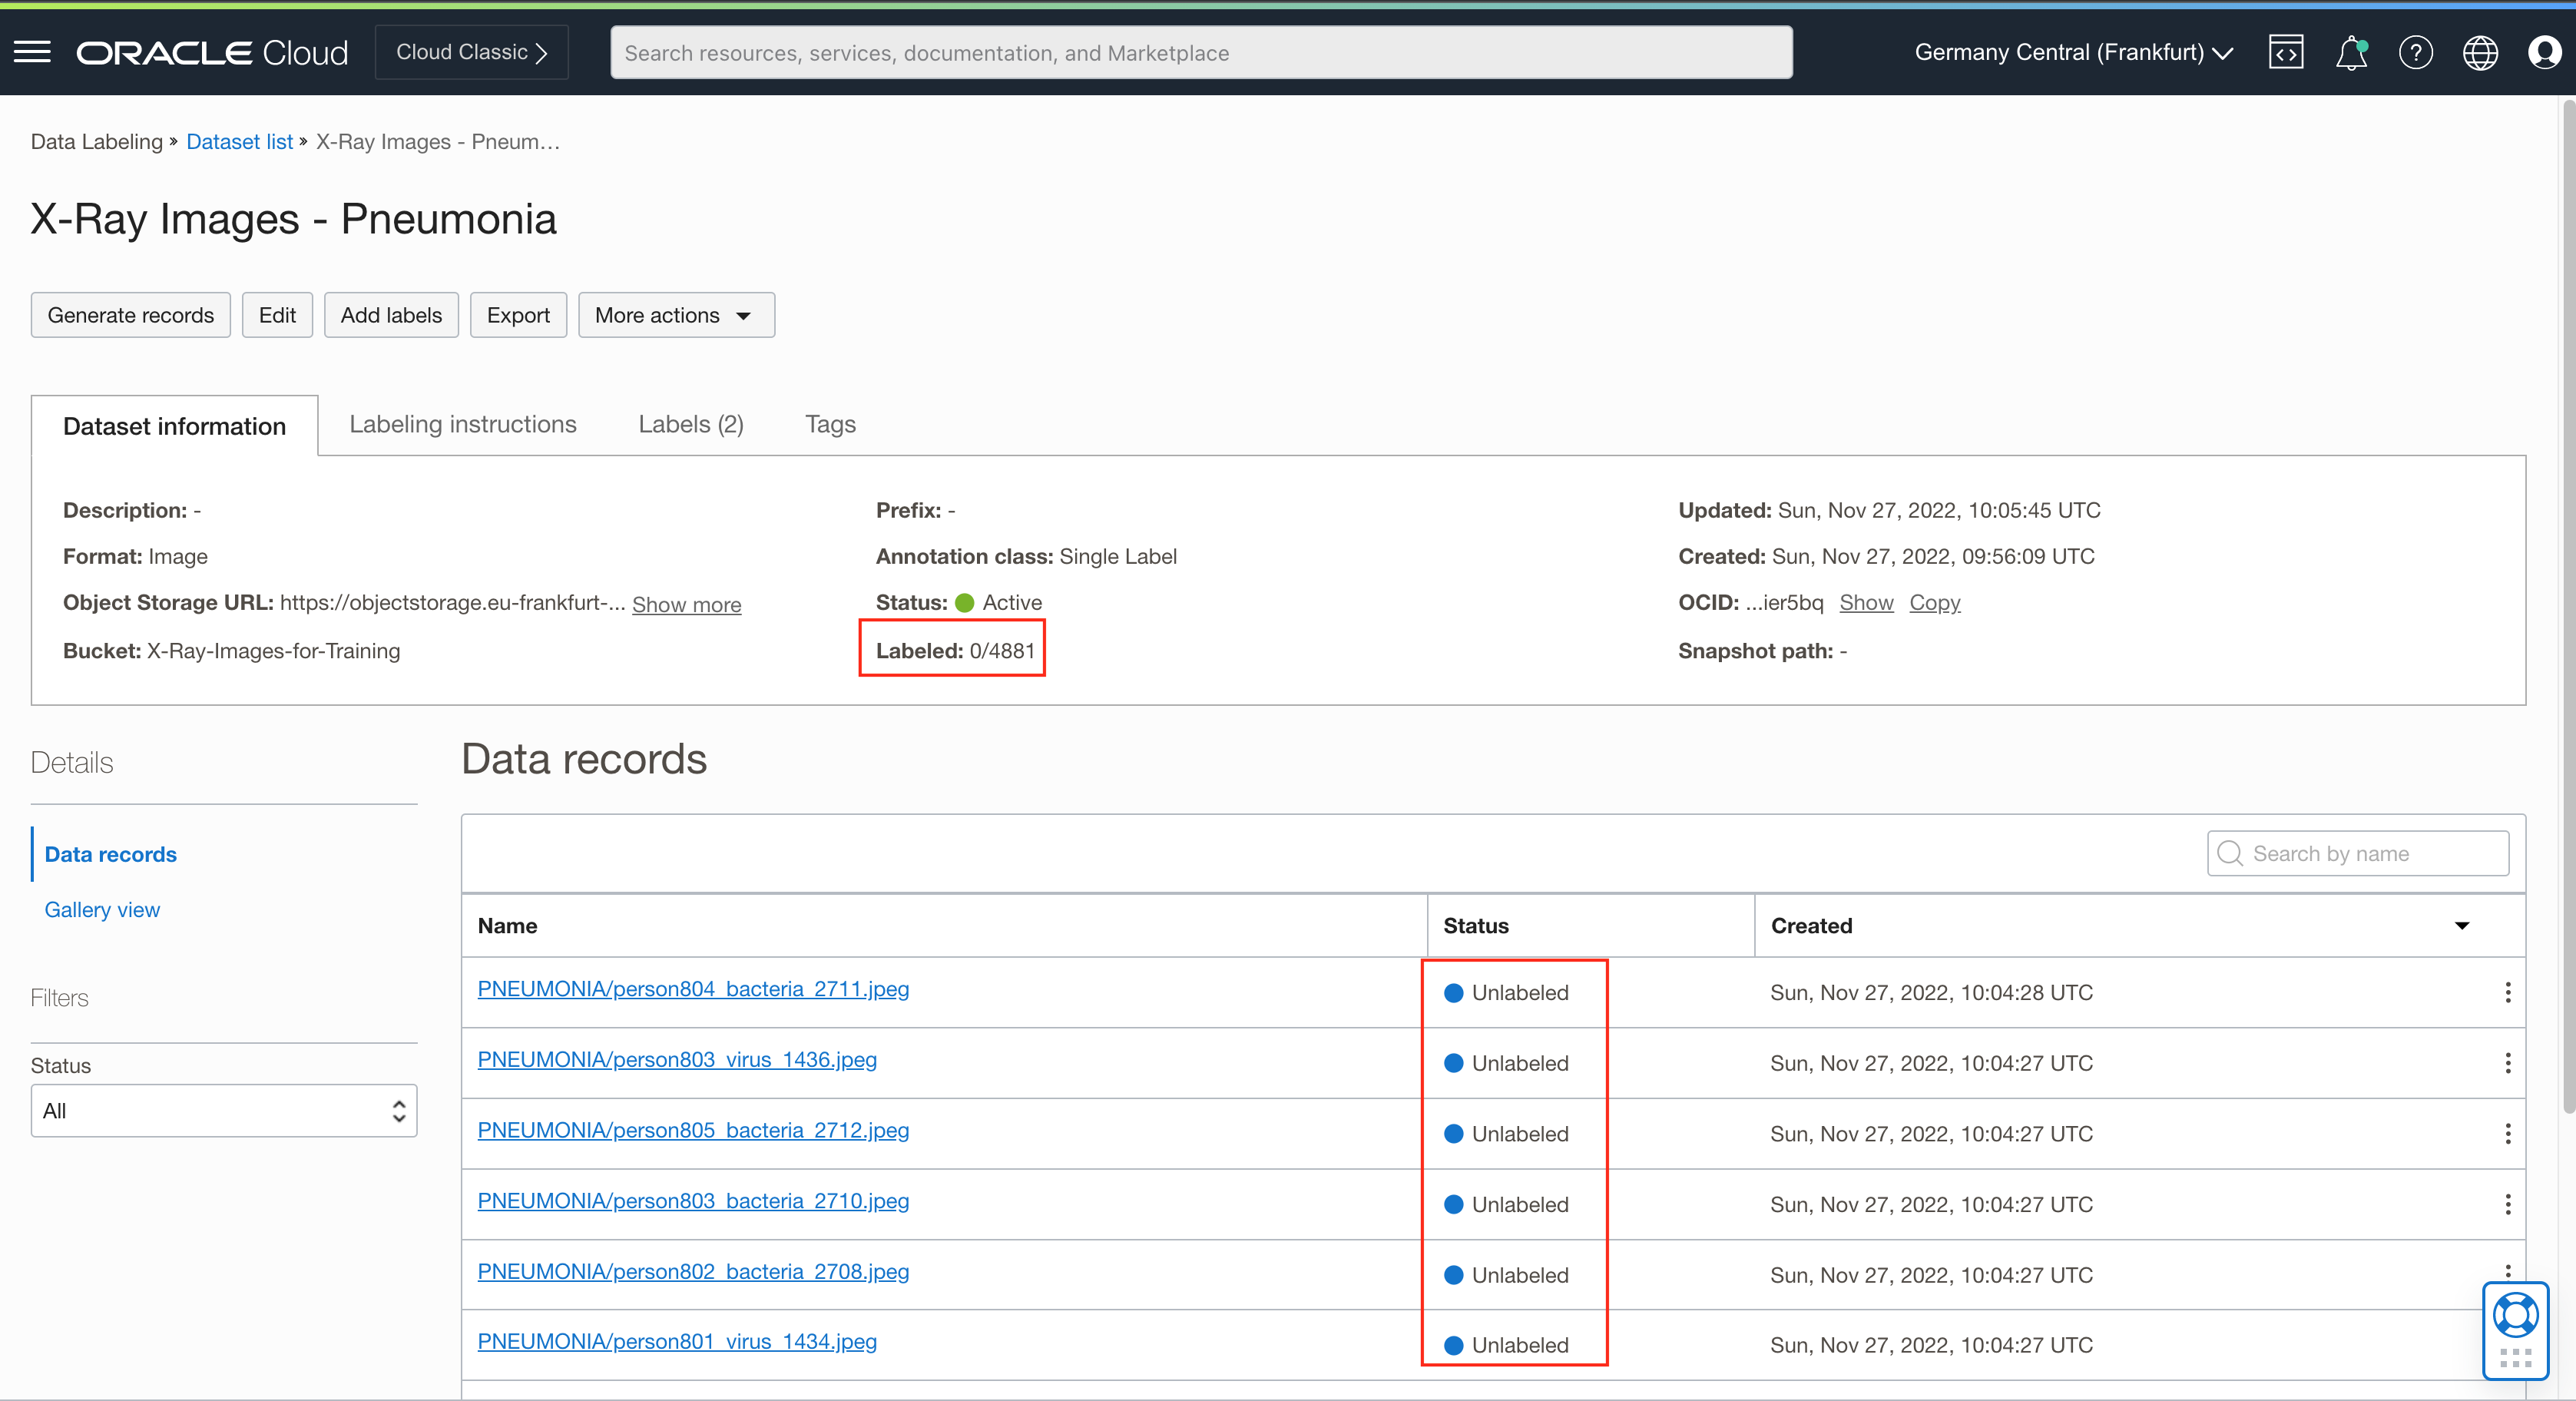 ORACLE Cloud Cloud Classic Search resources, services, documentation, and Marketplace Germany Central (Frankfurt)
Data Labeling » Dataset list » X-Ray Images - Pneum...
X-Ray Images - Pneumonia
Generate records Edit Add labels Export More actions
Dataset information Labeling instructions Labels (2) Tags
Description: - Prefix: - Updated: Sun, Nov 27, 2022, 10:05:45 UTC
Format: Image Annotation class: Single Label Created: Sun, Nov 27, 2022, 09:56:09 UTC
Object Storage URL: https://objectstorage.eu-frankfurt-... Show more Status: Active OCID: ...ier5bq Show Copy
Bucket: X-Ray-Images-for-Training Labeled: 0/4881 Snapshot path: -
Details
Data records
Gallery view
Filters
Status
All
Data records
Search by name
Name Status Created
PNEUMONIA/person804_bacteria_2711.jpeg Unlabeled Sun, Nov 27, 2022, 10:04:28 UTC
PNEUMONIA/person803_virus_1436.jpeg Unlabeled Sun, Nov 27, 2022, 10:04:27 UTC
PNEUMONIA/person805_bacteria_2712.jpeg Unlabeled Sun, Nov 27, 2022, 10:04:27 UTC
PNEUMONIA/person803_bacteria_2710.jpeg Unlabeled Sun, Nov 27, 2022, 10:04:27 UTC
PNEUMONIA/person802_bacteria_2708.jpeg Unlabeled Sun, Nov 27, 2022, 10:04:27 UTC
PNEUMONIA/person801_virus_1434.jpeg Unlabeled Sun, Nov 27, 2022, 10:04:27 UTC